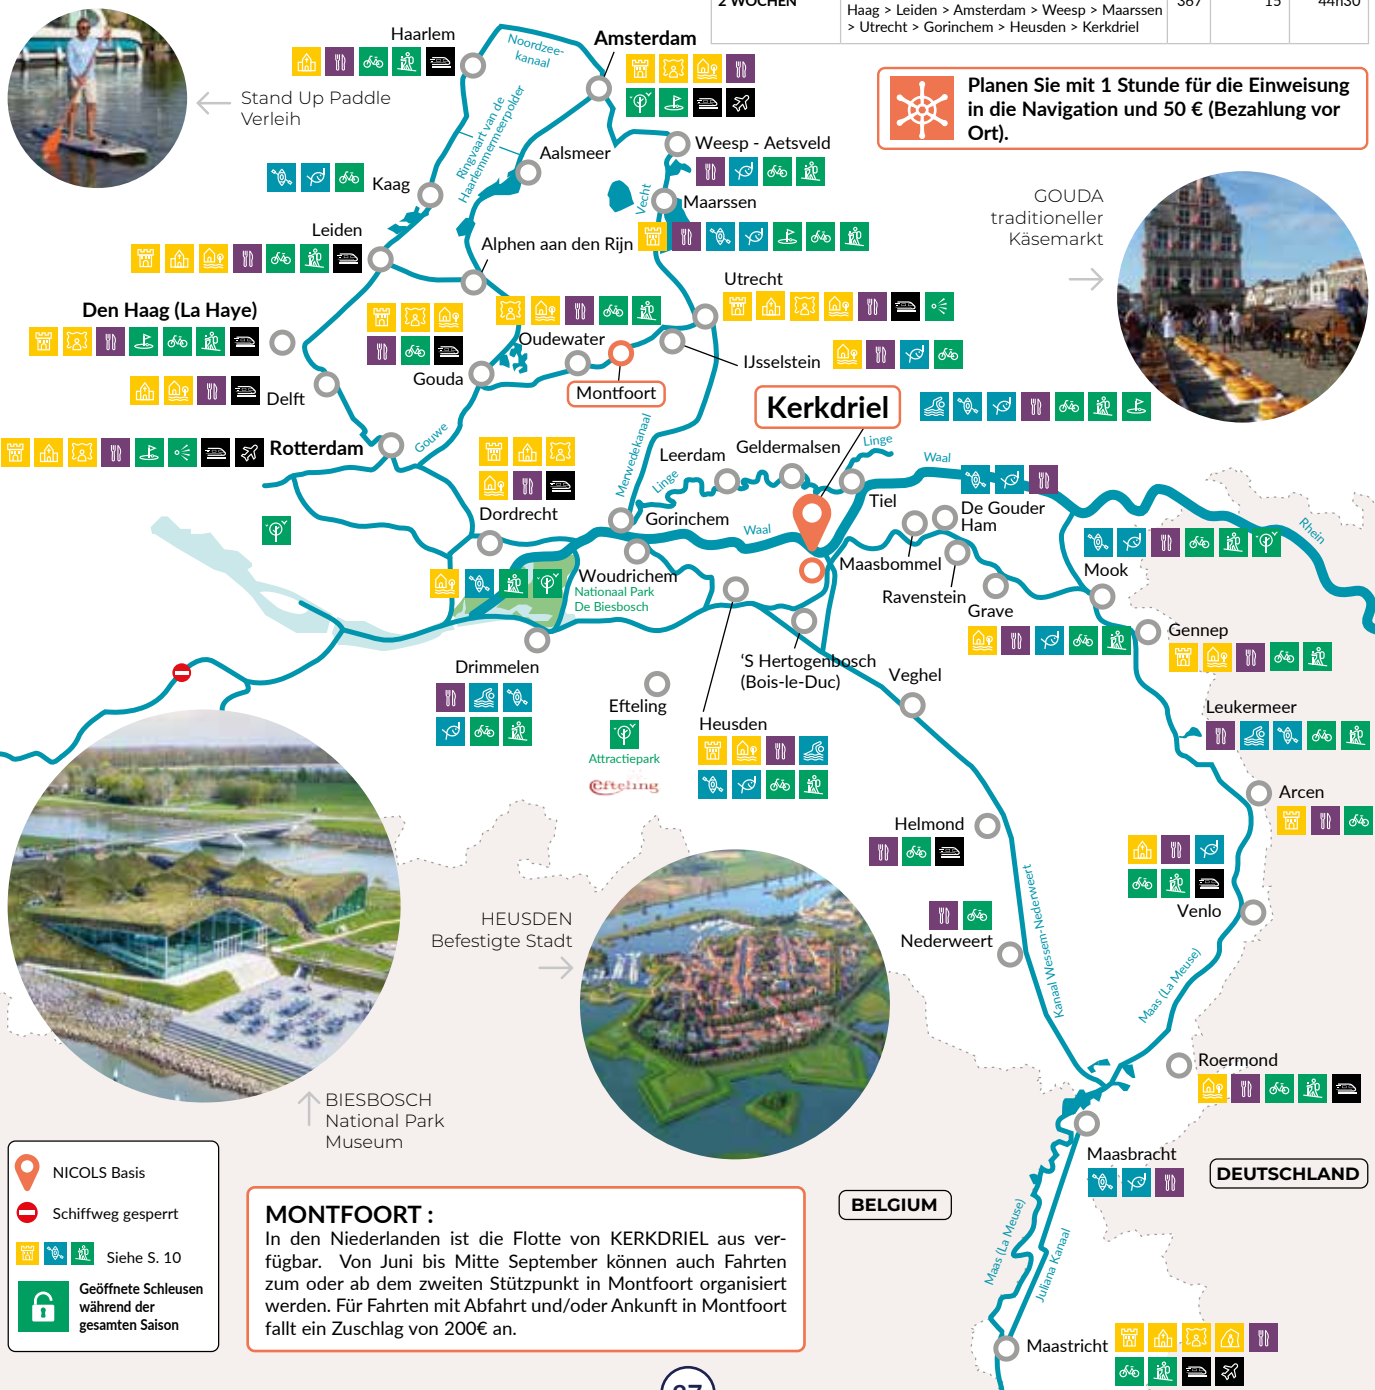 2 WOCHEN
Haag > Leiden > Amsterdam > Weesp > Maarssen
> Utrecht > Gorinchem > Heusden > Kerkdriel
367
15
44h30
Planen Sie mit 1 Stunde für die Einweisung
in die Navigation und 50 € (Bezahlung vor
Ort).
Haarlem
Noordzee-
kanaal
Amsterdam
Stand Up Paddle
Verleih
Ringvaart van de
Haarlemmermeerpolder
Aalsmeer
Weesp - Aetsveld
Kaag
Vecht
Maarssen
GOUDA
traditioneller
Käsemarkt
Leiden
Alphen aan den Rijn
Utrecht
Den Haag (La Haye)
Oudewater
IJsselstein
Gouda
Montfoort
Delft
Kerkdriel
Rotterdam
Gouwe
Merwedekanaal
Leerdam
Geldermalsen
Linge
Linge
Waal
Tiel
De Gouder
Ham
Dordrecht
Gorinchem
Waal
Rhein
Maasbommel
Mook
Woudrichem
Nationaal Park
De Biesbosch
Ravenstein
Grave
Gennep
Drimmelen
'S Hertogenbosch
(Bois-le-Duc)
Veghel
Efteling
Attractiepark
Efteling
Heusden
Leukermeer
Arcen
Helmond
Venlo
Nederweert
Kanaal Wessem-Nederweert
Maas (La Meuse)
HEUSDEN
Befestigte Stadt
Roermond
BIESBOSCH
National Park
Museum
Maasbracht
DEUTSCHLAND
BELGIUM
Maas (La Meuse)
Juliana Kanaal
Maastricht
NICOLS Basis
Schiffweg gesperrt
Siehe S. 10
Geöffnete Schleusen
während der
gesamten Saison
MONTFOORT :
In den Niederlanden ist die Flotte von KERKDRIEL aus ver-
fügbar. Von Juni bis Mitte September können auch Fahrten
zum oder ab dem zweiten Stützpunkt in Montfoort organisiert
werden. Für Fahrten mit Abfahrt und/oder Ankunft in Montfoort
fallt ein Zuschlag von 200€ an.